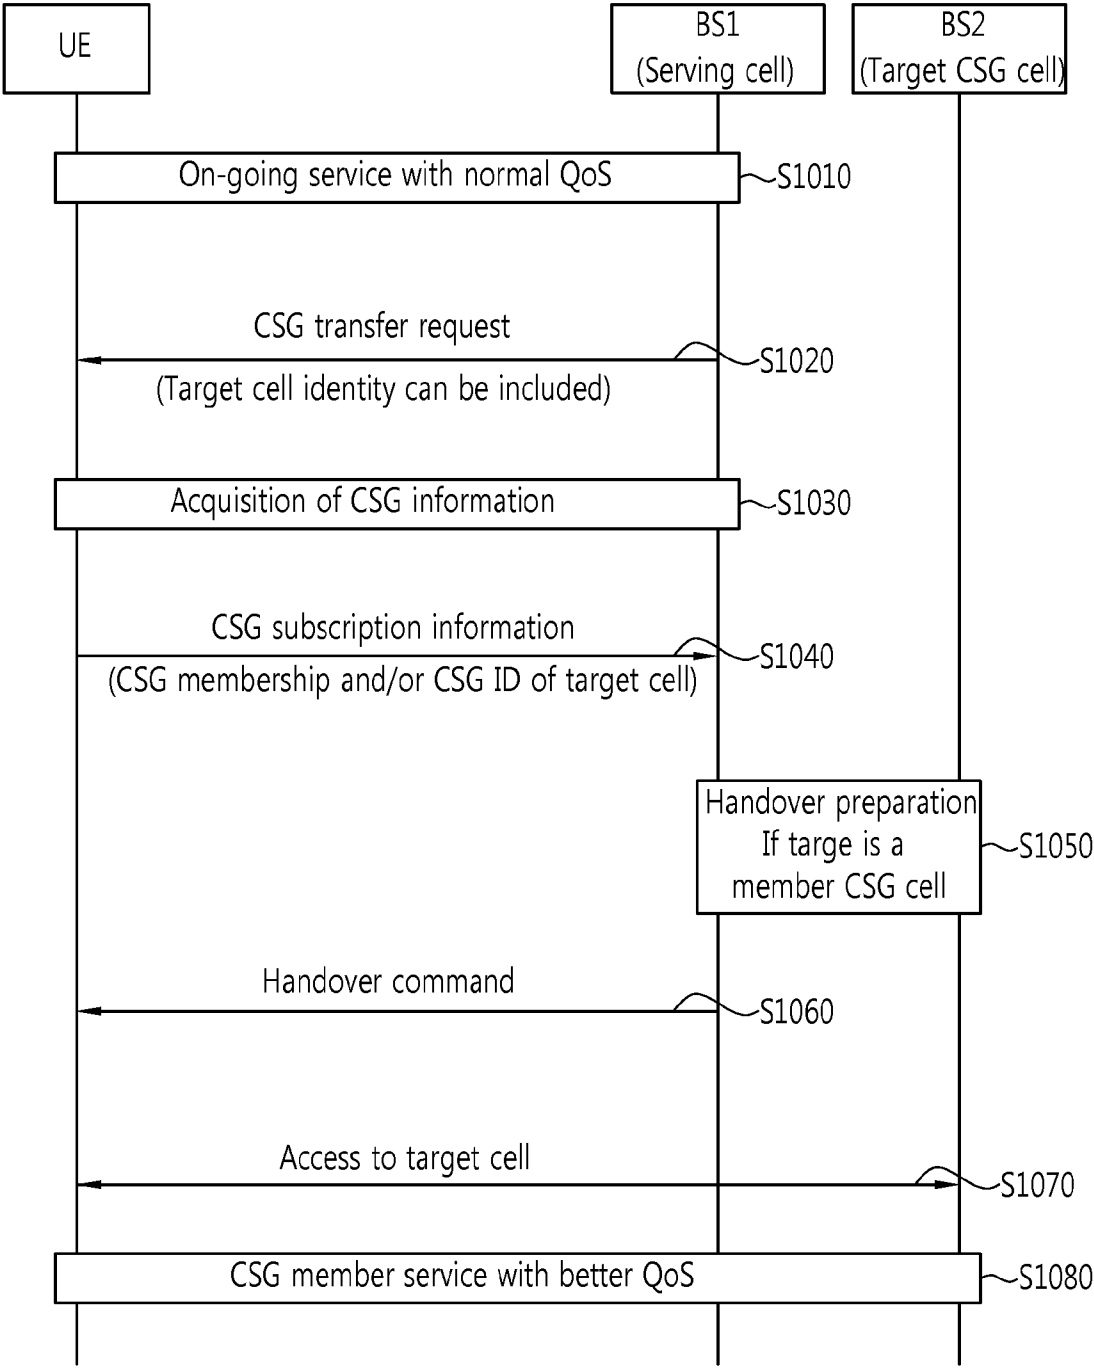 UE
BS1
(Serving cell)
BS2
(Target CSG cell)
On-going service with normal QoS
S1010
CSG transfer request
S1020
(Target cell identity can be included)
Acquisition of CSG information
S1030
CSG subscription information
S1040
(CSG membership and/or CSG ID of target cell)
Handover preparation
If targe is a
member CSG cell
S1050
Handover command
S1060
Access to target cell
S1070
CSG member service with better QoS
S1080